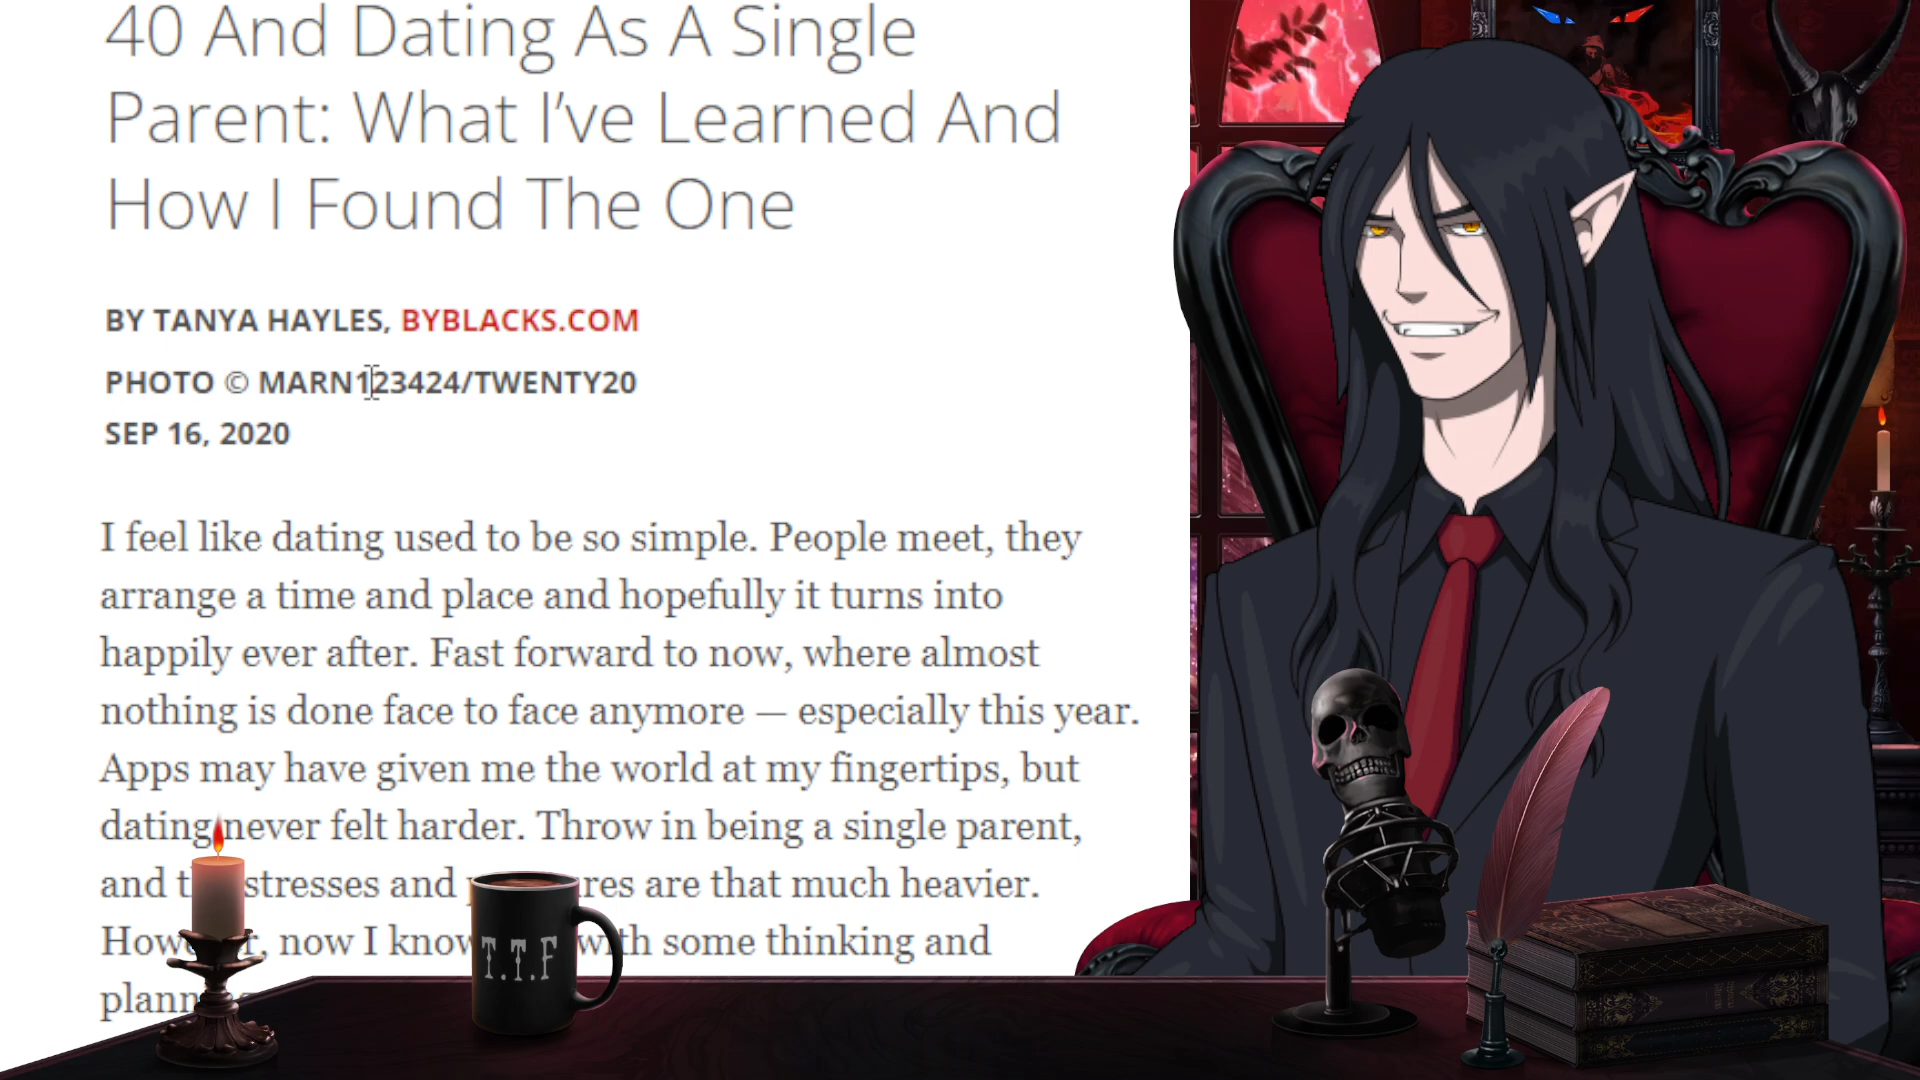 40 And Dating As A Single
Parent: What I’ve Learned And
How I Found The One
BY TANYA HAYLES, BYBLACKS.COM
PHOTO © MARN123424/TWENTY20
SEP 16, 2020
I feel like dating used to be so simple. People meet, they
arrange a time and place and hopefully it turns into
happily ever after. Fast forward to now, where almost
nothing is done face to face anymore — especially this year.
Apps may have given me the world at my fingertips, but
dating never felt harder. Throw in being a single parent,
and stresses and are that much heavier.
now I know with some thinking and
T.T.F